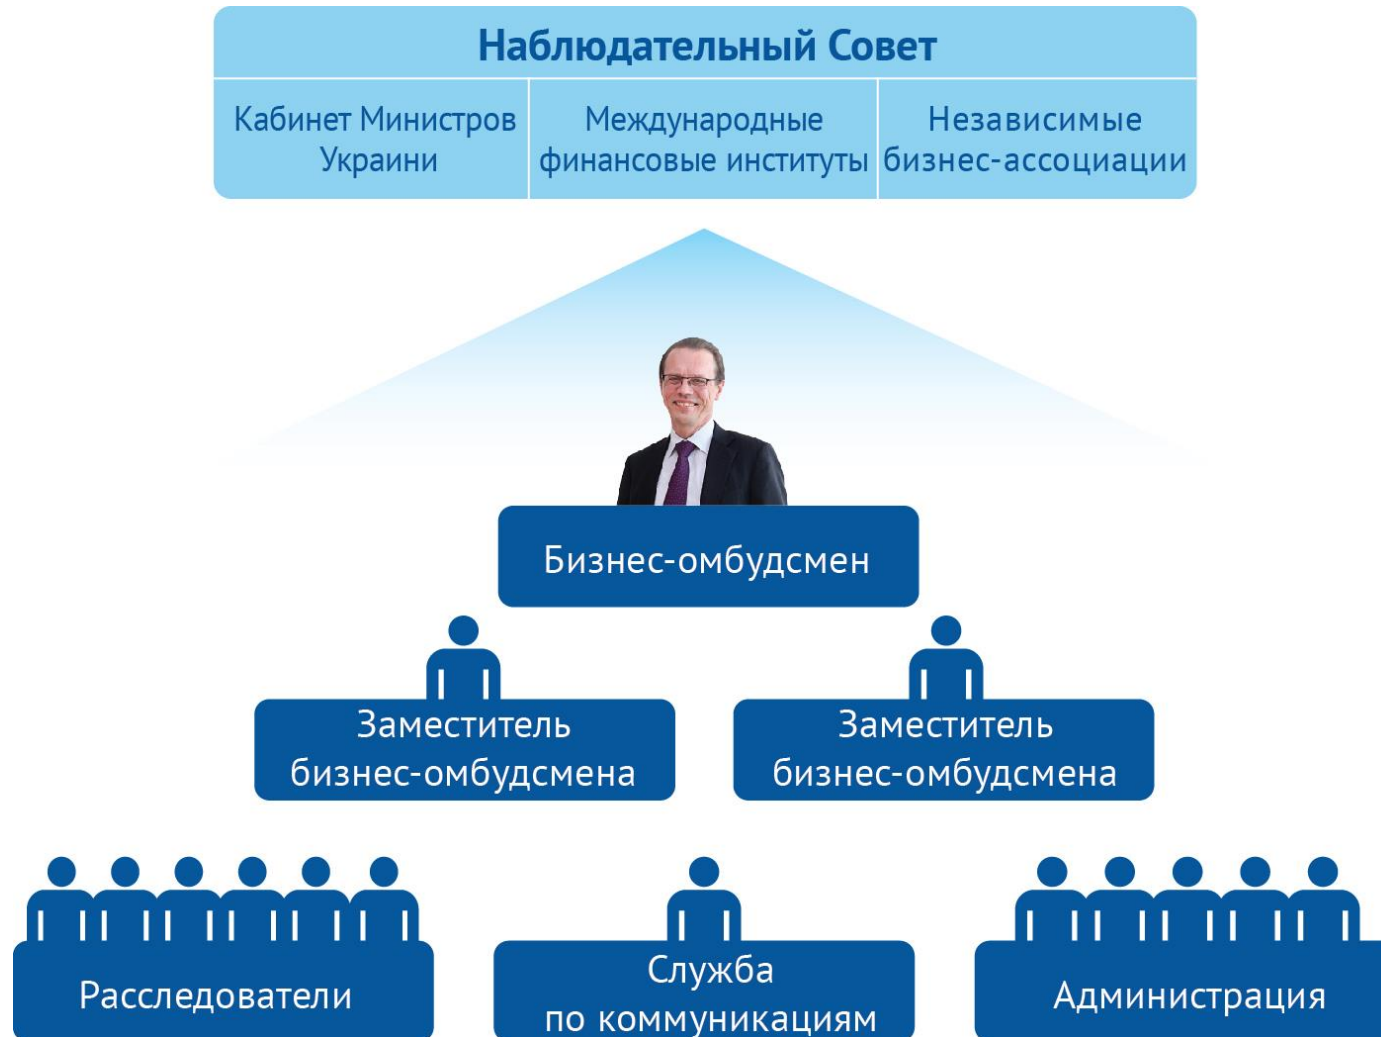 Наблюдательный Совет
Кабинет Министров
Украини
Международные
финансовые институты
Независимые
бизнес-ассоциации
Бизнес-омбудсмен
Заместитель
бизнес-омбудсмена
Заместитель
бизнес-омбудсмена
Расследователи
Служба
по коммуникациям
Администрация